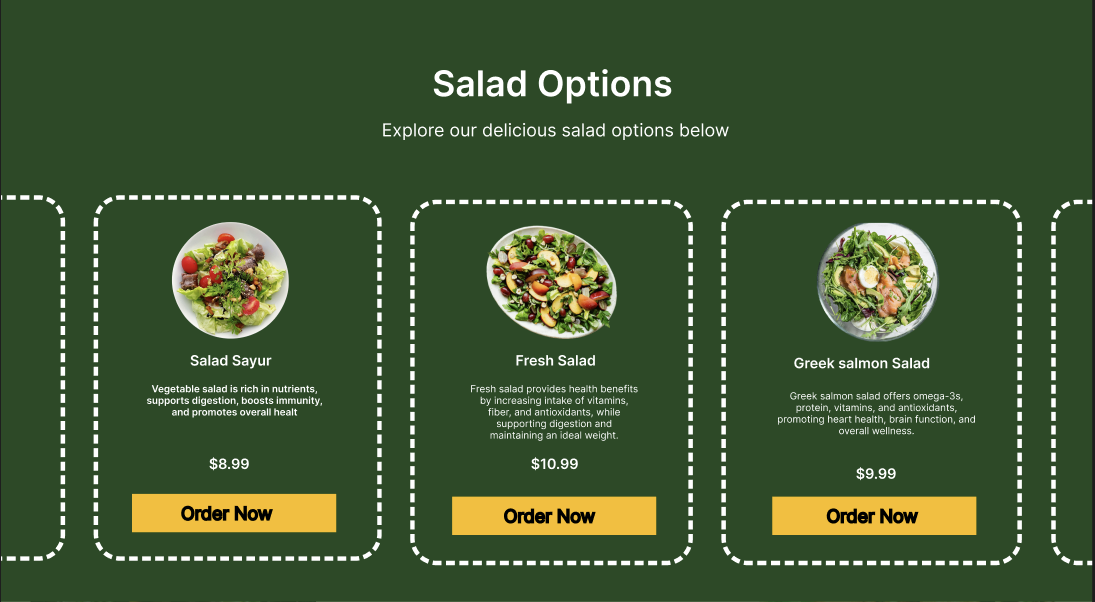 Salad Options
Explore our delicious salad options below
Salad Sayur
Vegetable salad is rich in nutrients,
supports digestion, boosts immunity,
and promotes overall healt
$8.99
Order Now
Fresh Salad
Fresh salad provides health benefits
by increasing intake of vitamins,
fiber, and antioxidants, while
supporting digestion and
maintaining an ideal weight.
$10.99
Order Now
Greek salmon Salad
Greek salmon salad offers omega-3s,
protein, vitamins, and antioxidants,
promoting heart health, brain function, and
overall wellness.
$9.99
Order Now